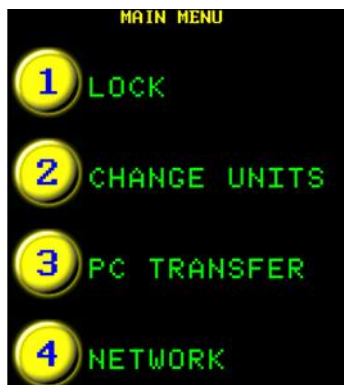 MAIN MENU
1 LOCK
2 CHANGE UNITS
3 PC TRANSFER
4 NETWORK